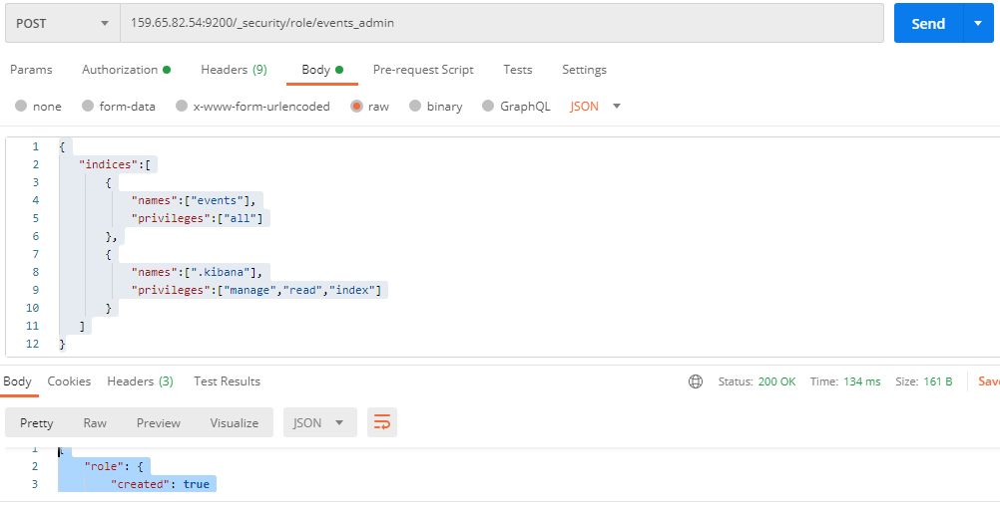 POST 159.65.82.54:9200/_security/role/events_admin Send
Params Authorization Headers (9) Body Pre-request Script Tests Settings
none form-data x-www-form-urlencoded raw binary GraphQL JSON
1 {
2 "indices":[
3 {
4 "names":["events"],
5 "privileges":["all"]
6 },
7 {
8 "names":[".kibana"],
9 "privileges":["manage","read","index"]
10 }
11 ]
12 }
Body Cookies Headers (3) Test Results Status: 200 OK Time: 134 ms Size: 161 B Save
Pretty Raw Preview Visualize JSON
1 {
2 "role": {
3 "created": true